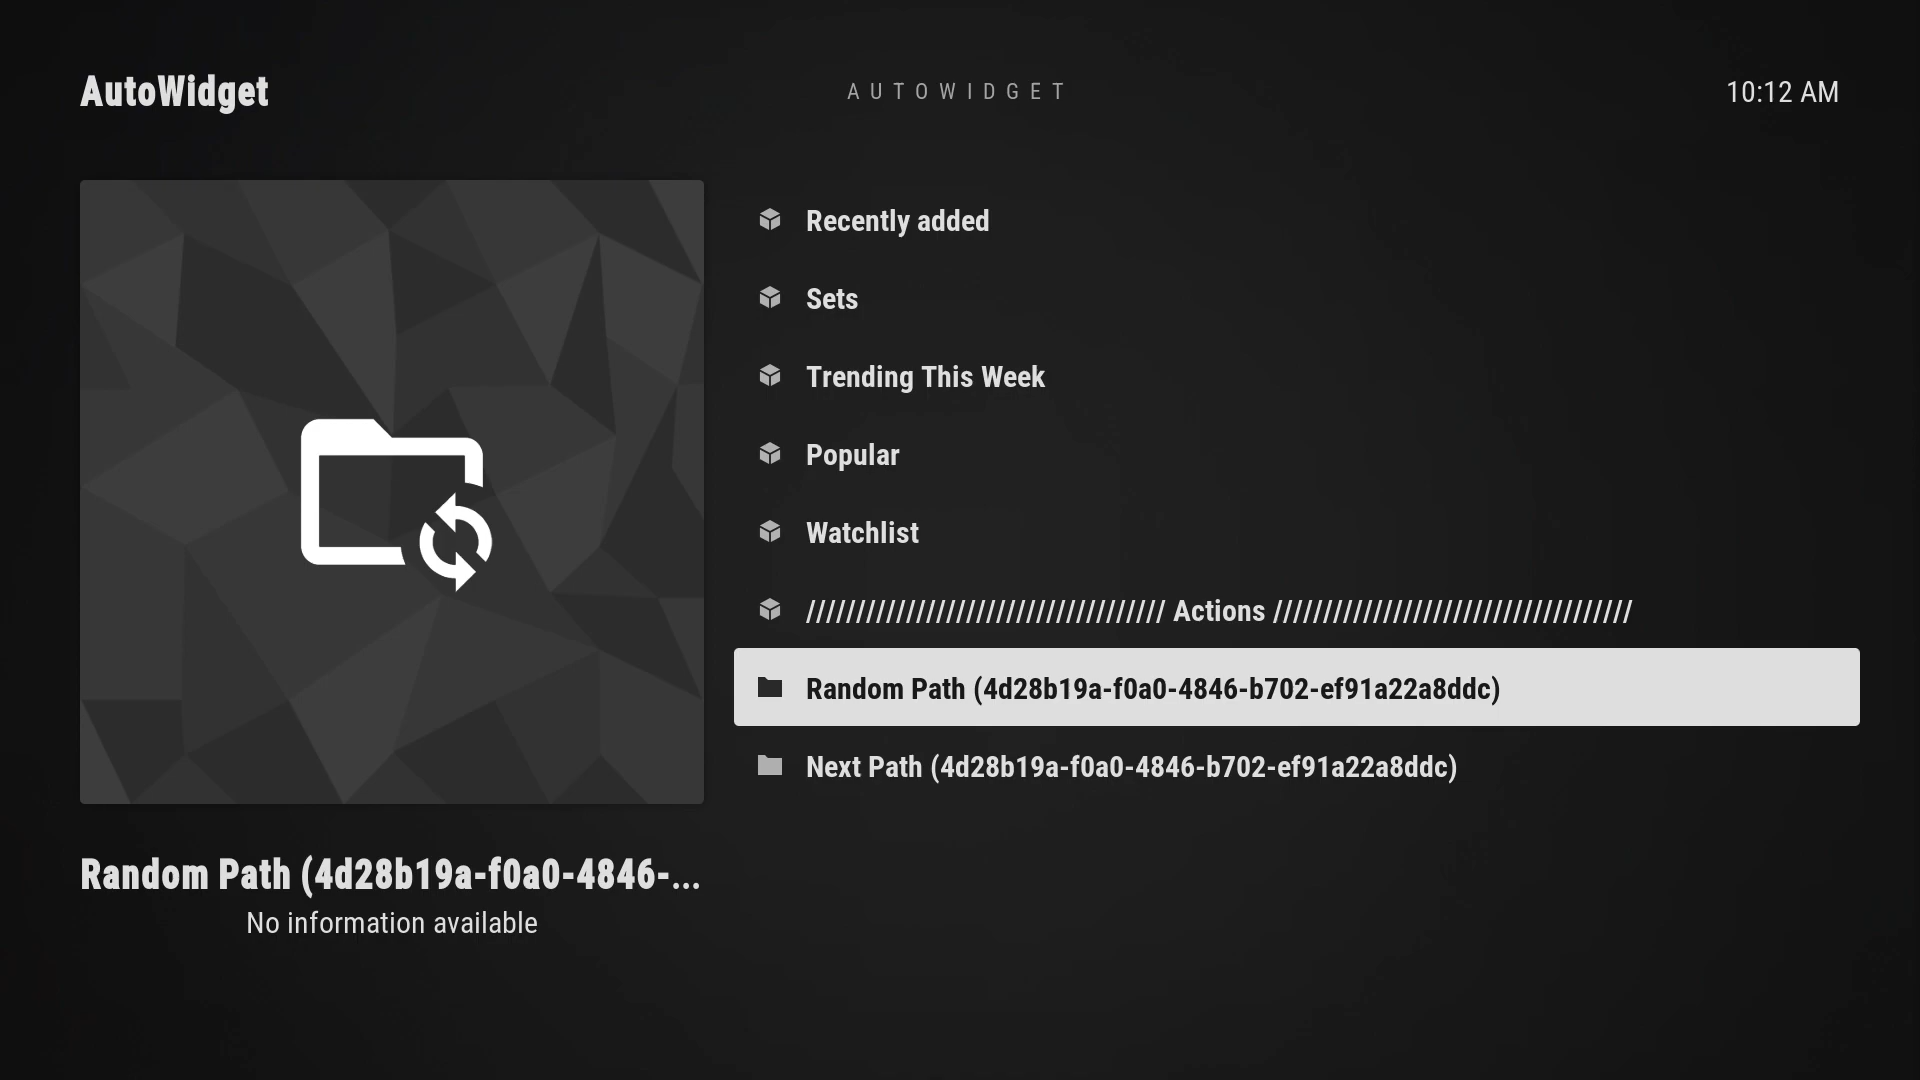 AutoWidget
AUTOWIDGET
10:12 AM
Recently added
Sets
Trending This Week
Popular
Watchlist
//////////////////////////////////// Actions ////////////////////////////////////
Random Path (4d28b19a-f0a0-4846-b702-ef91a22a8ddc)
Next Path (4d28b19a-f0a0-4846-b702-ef91a22a8ddc)
Random Path (4d28b19a-f0a0-4846-...
No information available